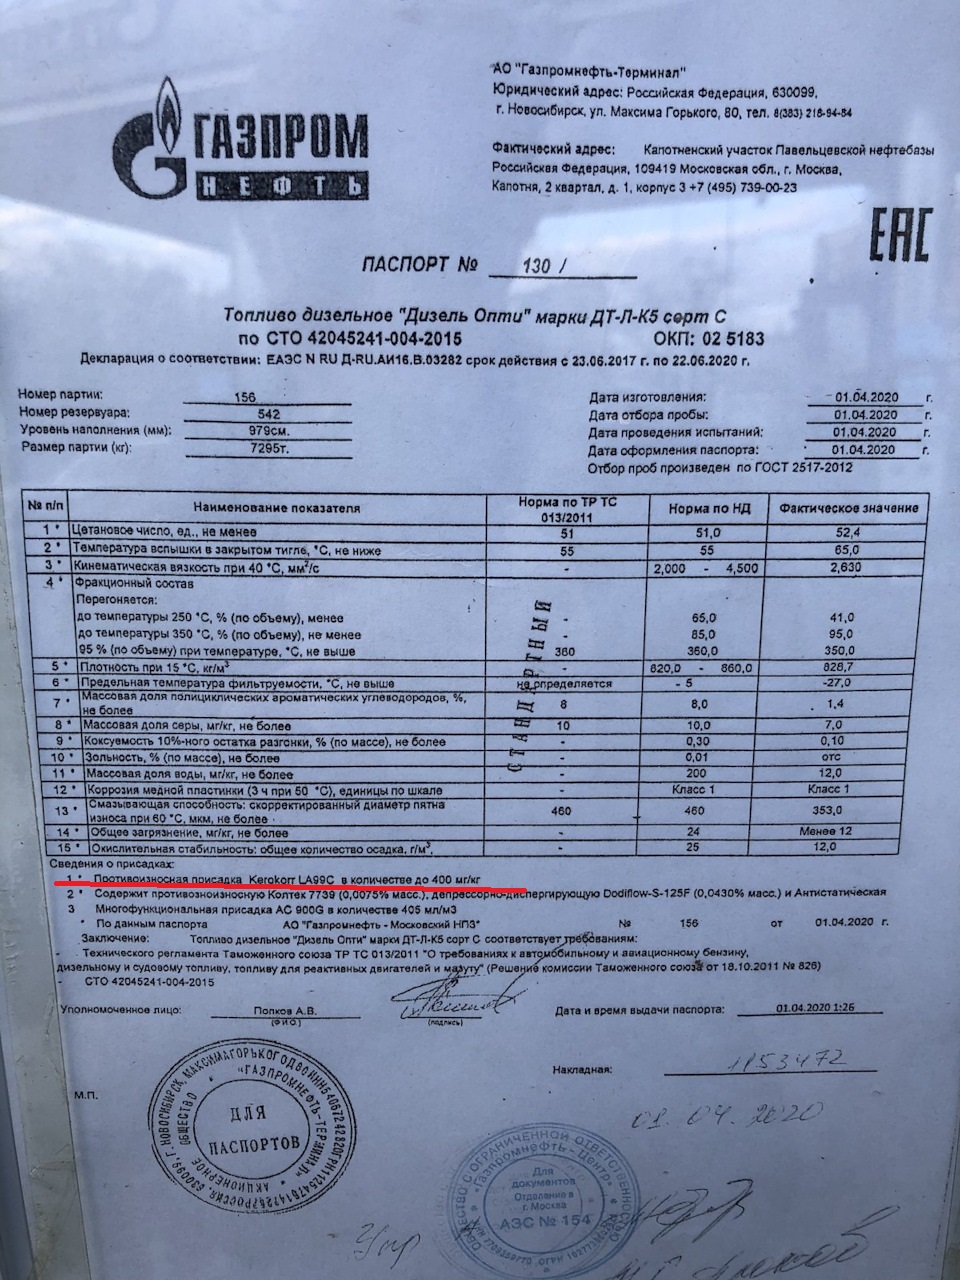 ГАЗПРОМ
НЕФТЬ
АО "Газпромнефть-Терминал"
Юридический адрес: Российская Федерация, 630099,
г. Новосибирск, ул. Максима Горького, 80, тел. 8(383) 218-94-84
Фактический адрес: Капотненский участок Павельцевской нефтебазы
Российская Федерация, 109419 Московская обл., г. Москва,
Капотня, 2 квартал, д. 1, корпус 3 +7 (495) 739-00-23
EAC
ПАСПОРТ № 130 /
Топливо дизельное "Дизель Опти" марки ДТ-Л-К5 сорт С
по СТО 42045241-004-2015 ОКП: 02 5183
Декларация о соответствии: ЕАЭС N RU Д-RU.АИ16.В.03282 срок действия с 23.06.2017 г. по 22.06.2020 г.
Номер партии: 156
Номер резервуара: 542
Уровень наполнения (мм): 979см.
Размер партии (кг): 7295т.
Дата изготовления: 01.04.2020 г.
Дата отбора пробы: 01.04.2020 г.
Дата проведения испытаний: 01.04.2020 г.
Дата оформления паспорта: 01.04.2020 г.
Отбор проб произведен по ГОСТ 2517-2012
№ п/п Наименование показателя Норма по ТР ТС 013/2011 Норма по НД Фактическое значение
1 * Цетановое число, ед., не менее 51 51,0 52,4
2 * Температура вспышки в закрытом тигле, °С, не ниже 55 55 65,0
3 * Кинематическая вязкость при 40 °С, мм²/с - 2,000 - 4,500 2,630
4 * Фракционный состав
Перегоняется:
до температуры 250 °С, % (по объему), менее - 65,0 41,0
до температуры 350 °С, % (по объему), не менее - 85,0 95,0
95 % (по объему) при температуре, °С, не выше 360 360,0 350,0
5 * Плотность при 15 °С, кг/м³ - 820,0 - 860,0 828,7
6 * Предельная температура фильтруемости, °С, не выше не определяется - 5 -27,0
7 * Массовая доля полициклических ароматических углеводородов, %,
не более 8 8,0 1,4
8 * Массовая доля серы, мг/кг, не более 10 10,0 7,0
9 * Коксуемость 10%-ного остатка разгонки, % (по массе), не более - 0,30 0,10
10 * Зольность, % (по массе), не более - 0,01 отс
11 * Массовая доля воды, мг/кг, не более - 200 12,0
12 * Коррозия медной пластинки (3 ч при 50 °С), единицы по шкале - Класс 1 Класс 1
13 * Смазывающая способность: скорректированный диаметр пятна
износа при 60 °С, мкм, не более 460 460 353,0
14 * Общее загрязнение, мг/кг, не более - 24 Менее 12
15 * Окислительная стабильность: общее количество осадка, г/м³, - 25 12,0
СТАНДАРТНЫЙ
Сведения о присадках:
1 * Противоизносная присадка Kerokorr LA99C в количестве до 400 мг/кг
2 * Содержит противозноизносную Колтек 7739 (0,0075% масс.), депрессорно-диспергирующую Dodiflow-S-125F (0,0430% масс.) и Антистатическая
3 Многофункциональная присадка АС 900G в количестве 405 мл/м3
* По данным паспорта АО "Газпромнефть - Московский НПЗ" № 156 от 01.04.2020 г.
Заключение: Топливо дизельное "Дизель Опти" марки ДТ-Л-К5 сорт С соответствует требованиям:
- Технического регламента Таможенного союза ТР ТС 013/2011 "О требованиях к автомобильному и авиационному бензину,
дизельному и судовому топливу, топливу для реактивных двигателей и мазуту" (Решение комиссии Таможенного союза от 18.10.2011 № 826)
- СТО 42045241-004-2015
Уполномоченное лицо: Попков А.В.
(Ф.И.О.) (подпись)
Дата и время выдачи паспорта: 01.04.2020 1:26
Накладная: 1153472
М.П.
01.04.2020
ДЛЯ
ПАСПОРТОВ
"ГАЗПРОМНЕФТЬ-ТЕРМИНАЛ"
АКЦИОНЕРНОЕ ОБЩЕСТВО
С ОГРАНИЧЕННОЙ ОТВЕТСТВЕННОСТЬЮ
"Газпромнефть - Центр"
Для
документов
Отделение в
г. Москва
АЗС № 154